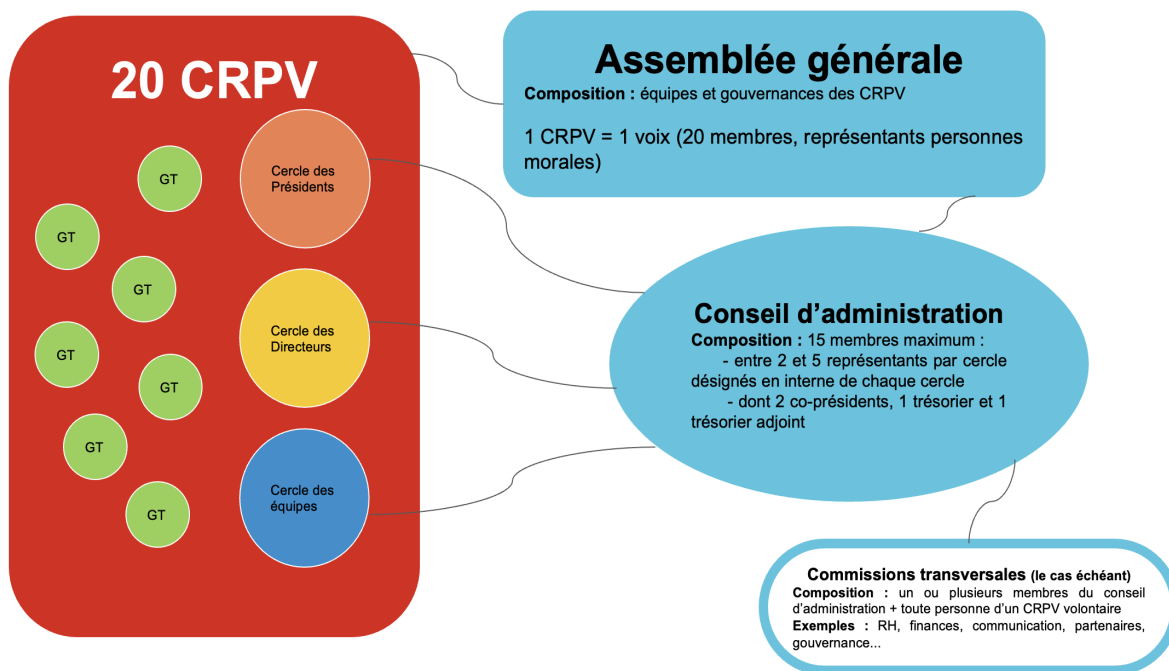 20 CRPV
GT
GT
GT
GT
GT
GT
GT
Cercle des
Présidents
Cercle des
Directeurs
Cercle des
équipes
Assemblée générale
Composition : équipes et gouvernances des CRPV
1 CRPV = 1 voix (20 membres, représentants personnes
morales)
Conseil d’administration
Composition : 15 membres maximum :
- entre 2 et 5 représentants par cercle
désignés en interne de chaque cercle
- dont 2 co-présidents, 1 trésorier et 1
trésorier adjoint
Commissions transversales (le cas échéant)
Composition : un ou plusieurs membres du conseil
d’administration + toute personne d’un CRPV volontaire
Exemples : RH, finances, communication, partenaires,
gouvernance...